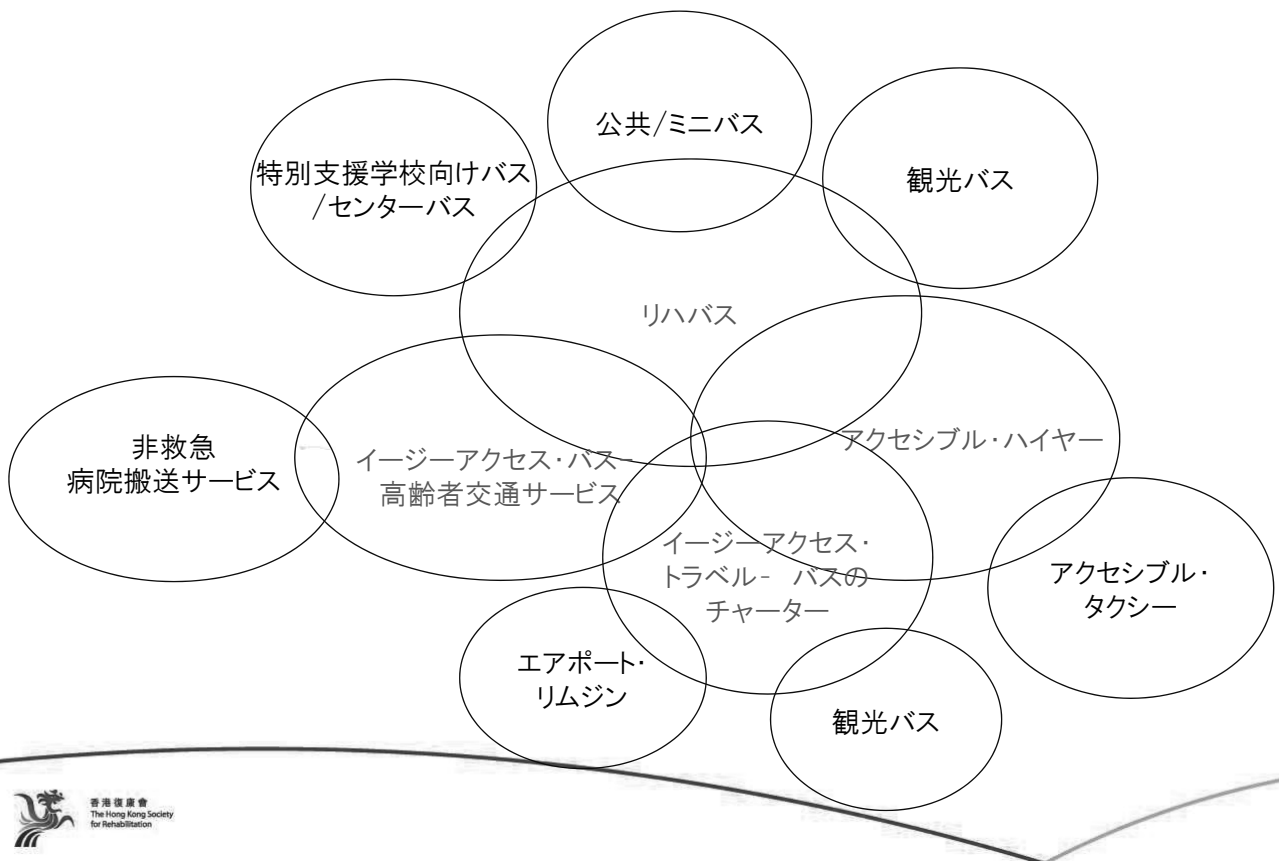 公共/ミニバス
特別支援学校向けバス
/センターバス
観光バス
リハバス
アクセシブル・ハイヤー
非救急
病院搬送サービス
イージーアクセス・バス-
高齢者交通サービス
イージーアクセス・
トラベル- バスの
チャーター
アクセシブル・
タクシー
エアポート・
リムジン
観光バス
香港復康會
The Hong Kong Society
for Rehabilitation